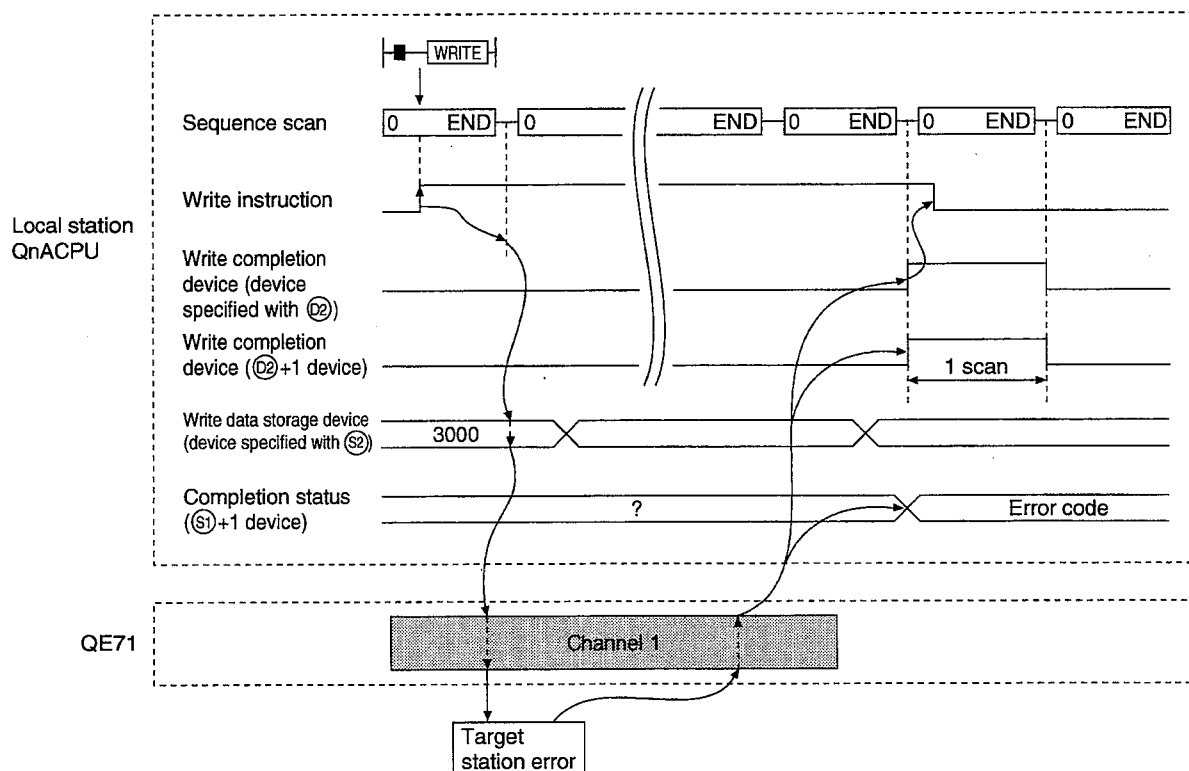 WRITE
Sequence scan
0 END 0 END 0 END 0 END 0 END
Write instruction
Local station
QnACPU
Write completion
device (device
specified with D2)
Write completion
device (D2+1 device)
1 scan
Write data storage device
(device specified with S2)
3000
Completion status
(S1+1 device)
?
Error code
QE71
Channel 1
Target
station error